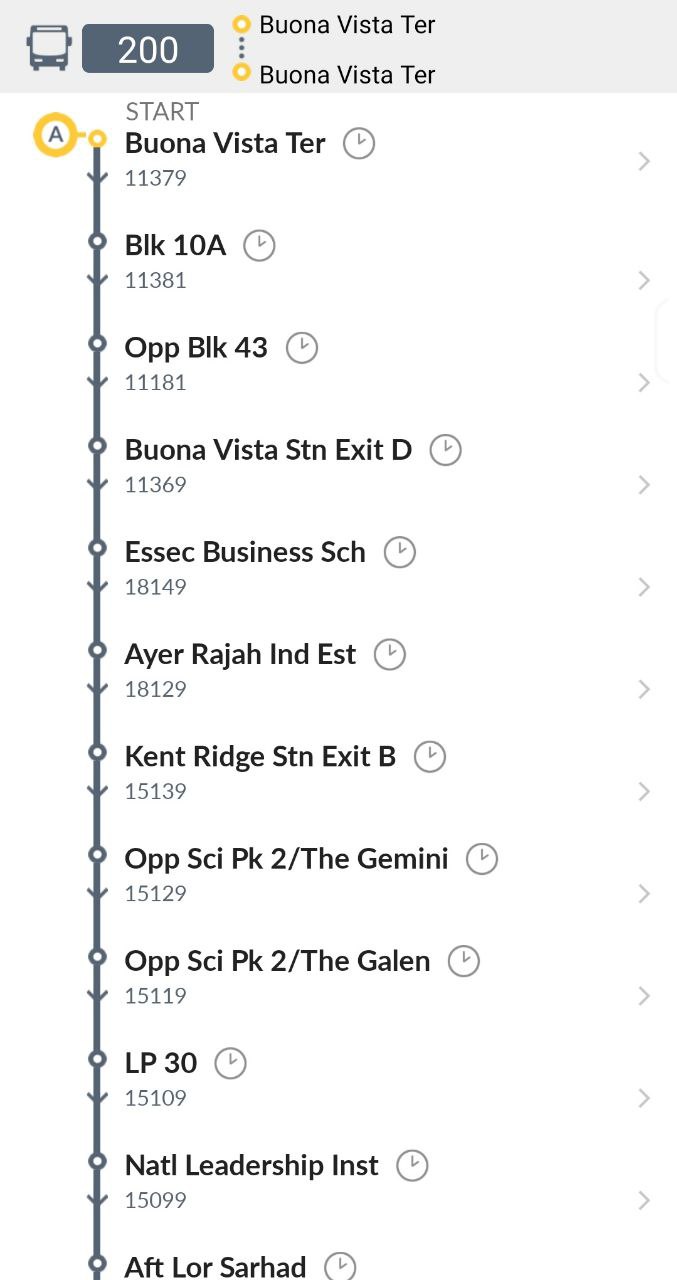 200
Buona Vista Ter
Buona Vista Ter
START
A
Buona Vista Ter
11379
Blk 10A
11381
Opp Blk 43
11181
Buona Vista Stn Exit D
11369
Essec Business Sch
18149
Ayer Rajah Ind Est
18129
Kent Ridge Stn Exit B
15139
Opp Sci Pk 2/The Gemini
15129
Opp Sci Pk 2/The Galen
15119
LP 30
15109
Natl Leadership Inst
15099
Aft Lor Sarhad